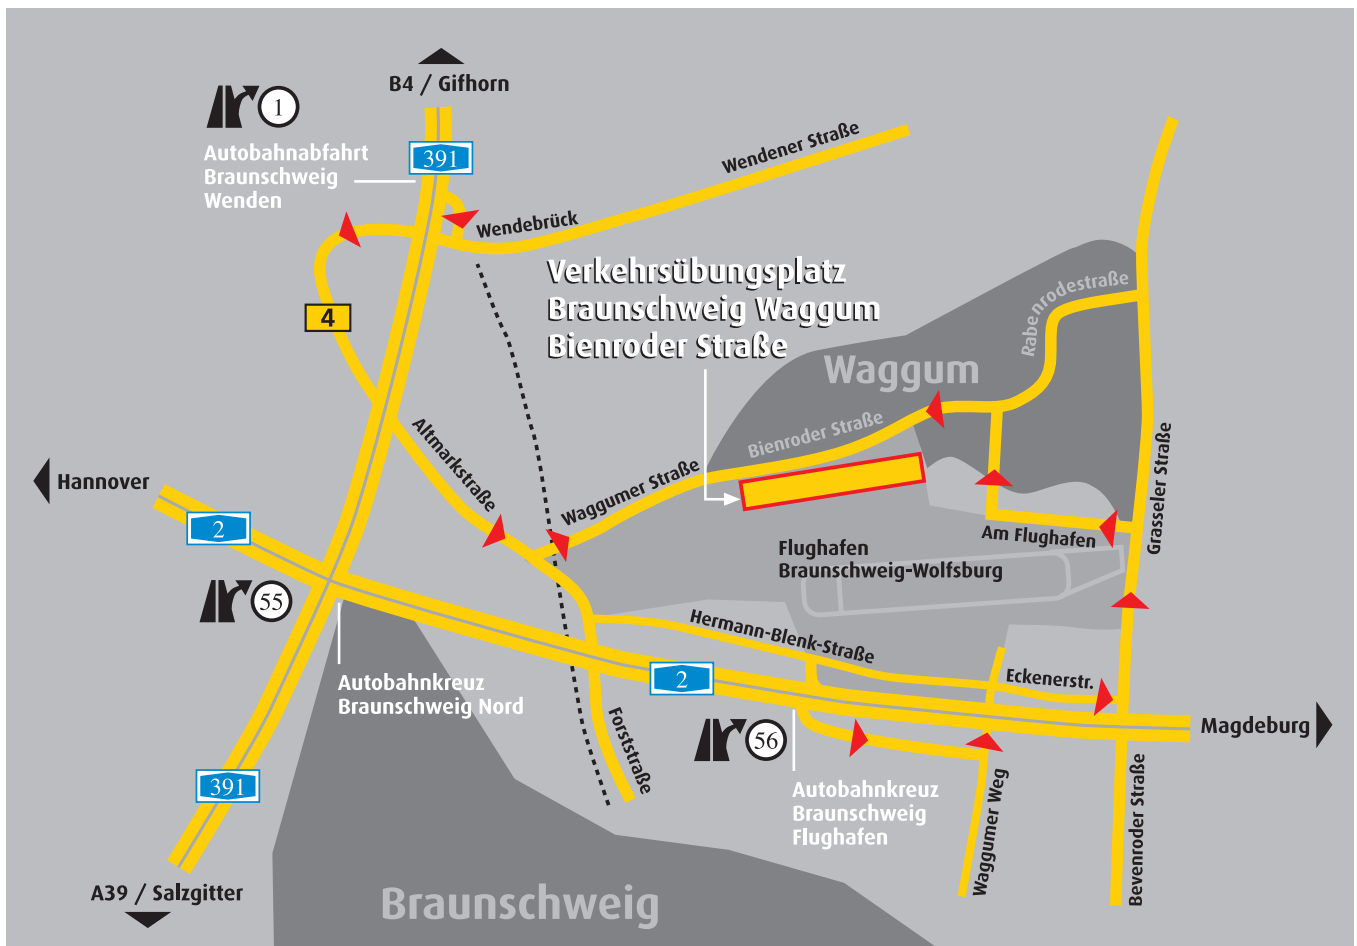 B4 / Gifhorn
1
391
Autobahnabfahrt
Braunschweig
Wenden
Wendener Straße
Wendebrück
Verkehrsübungsplatz
Braunschweig Waggum
Bienroder Straße
Rabenrodestraße
4
Waggum
Bienroder Straße
Altmarkstraße
Waggumer Straße
Grasseler Straße
Hannover
2
Am Flughafen
Flughafen
Braunschweig-Wolfsburg
55
Hermann-Blenk-Straße
Eckenerstr.
2
Autobahnkreuz
Braunschweig Nord
Forststraße
56
Magdeburg
391
Autobahnkreuz
Braunschweig
Flughafen
Waggumer Weg
Bevenroder Straße
A39 / Salzgitter
Braunschweig